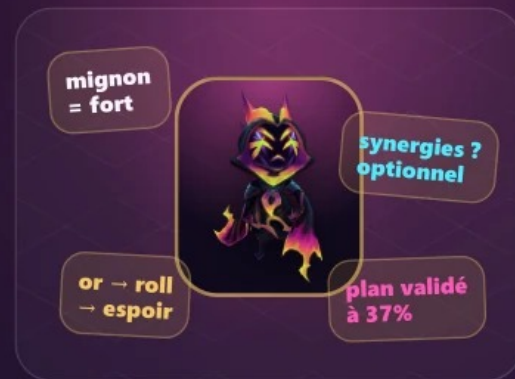 mignon
= fort
synergies ?
optionnel
or → roll
→ espoir
plan validé
à 37%